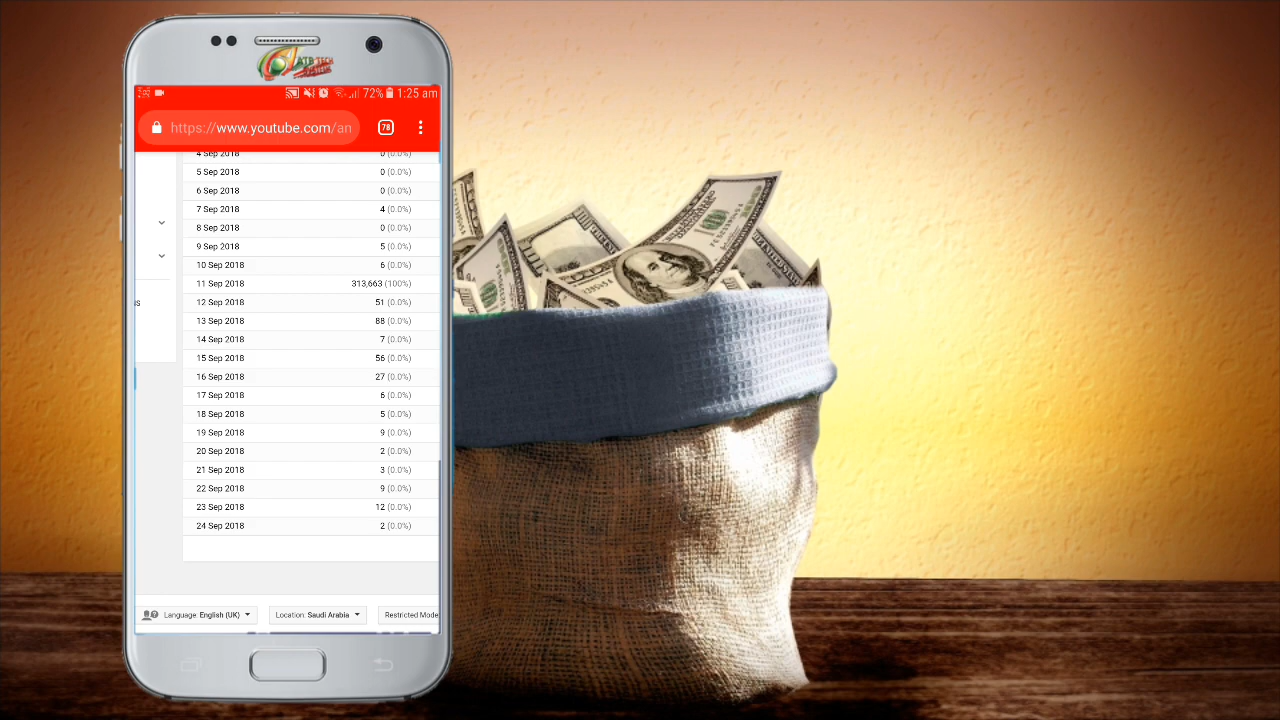 ATB TECH
SYSTEMS
72% 1:25 am
https://www.youtube.com/an
78
4 Sep 2018 0 (0.0%)
5 Sep 2018 0 (0.0%)
6 Sep 2018 0 (0.0%)
7 Sep 2018 4 (0.0%)
8 Sep 2018 0 (0.0%)
9 Sep 2018 5 (0.0%)
10 Sep 2018 6 (0.0%)
11 Sep 2018 313,663 (100%)
12 Sep 2018 51 (0.0%)
13 Sep 2018 88 (0.0%)
14 Sep 2018 7 (0.0%)
15 Sep 2018 56 (0.0%)
16 Sep 2018 27 (0.0%)
17 Sep 2018 6 (0.0%)
18 Sep 2018 5 (0.0%)
19 Sep 2018 9 (0.0%)
20 Sep 2018 2 (0.0%)
21 Sep 2018 3 (0.0%)
22 Sep 2018 9 (0.0%)
23 Sep 2018 12 (0.0%)
24 Sep 2018 2 (0.0%)
Language: English (UK) Location: Saudi Arabia Restricted Mode